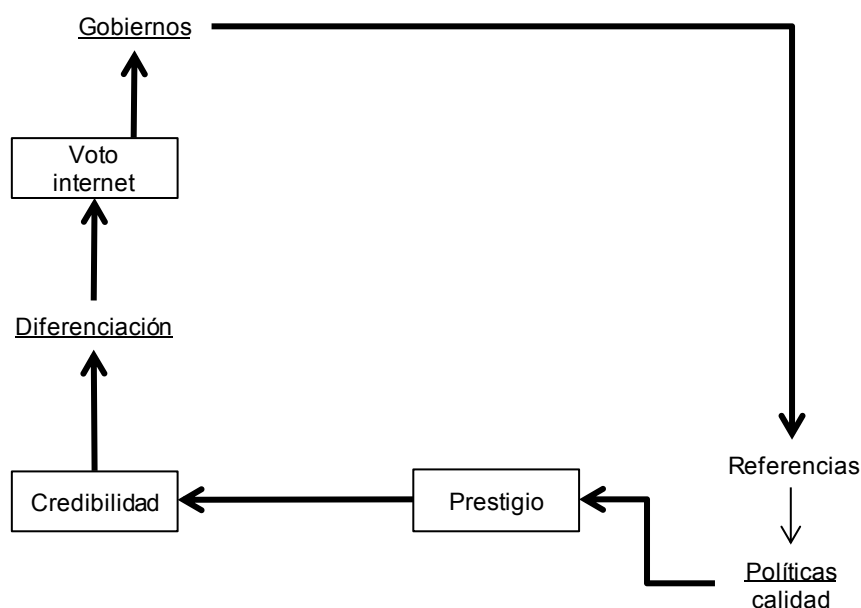 Gobiernos
Voto
internet
Diferenciación
Referencias
Credibilidad
Prestigio
Políticas
calidad